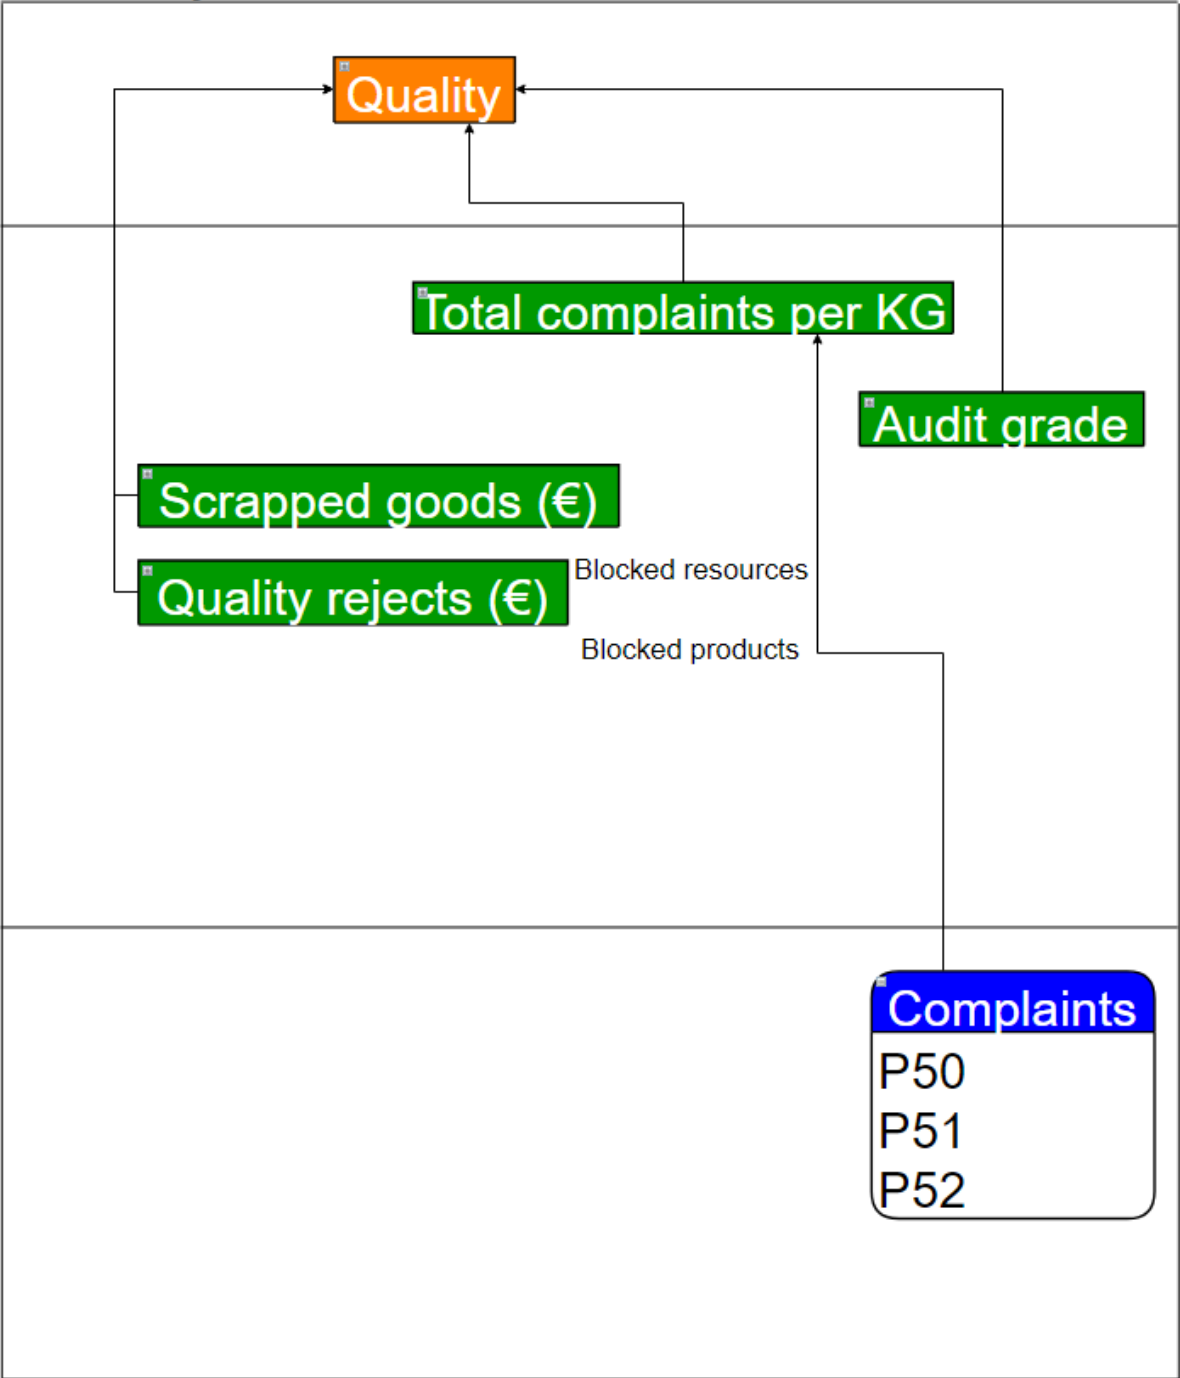 Quality
Total complaints per KG
Audit grade
Scrapped goods (€)
Quality rejects (€)
Blocked resources
Blocked products
Complaints
P50
P51
P52